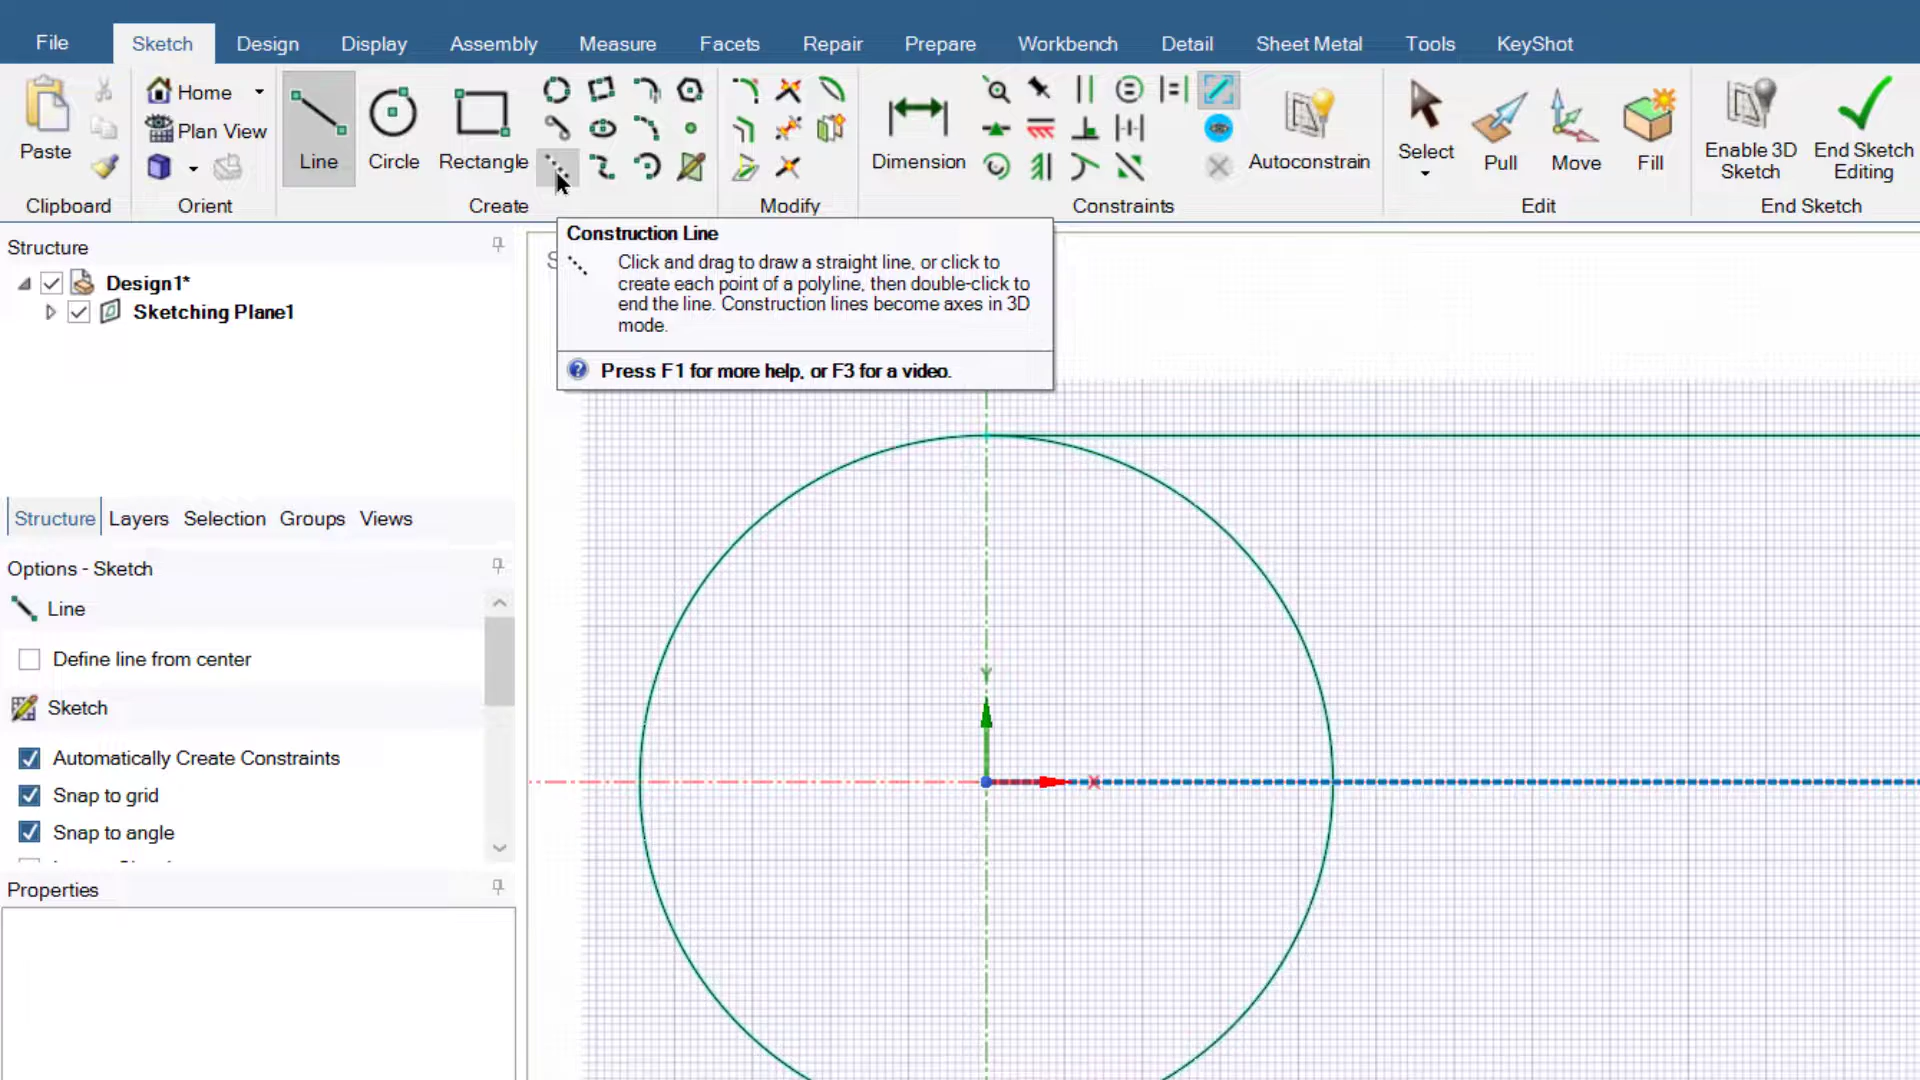 File Sketch Design Display Assembly Measure Facets Repair Prepare Workbench Detail Sheet Metal Tools KeyShot
Paste
Home
Plan View
Line
Circle
Rectangle
Dimension
Autoconstrain
Select
Pull
Move
Fill
Enable 3D
Sketch
End Sketch
Editing
Clipboard Orient Create Modify Constraints Edit End Sketch
Structure
Design1*
Sketching Plane1
Construction Line
Click and drag to draw a straight line, or click to
create each point of a polyline, then double-click to
end the line. Construction lines become axes in 3D
mode.
Press F1 for more help, or F3 for a video.
Structure Layers Selection Groups Views
Options - Sketch
Line
Define line from center
Sketch
Automatically Create Constraints
Snap to grid
Snap to angle
Properties
Y
X